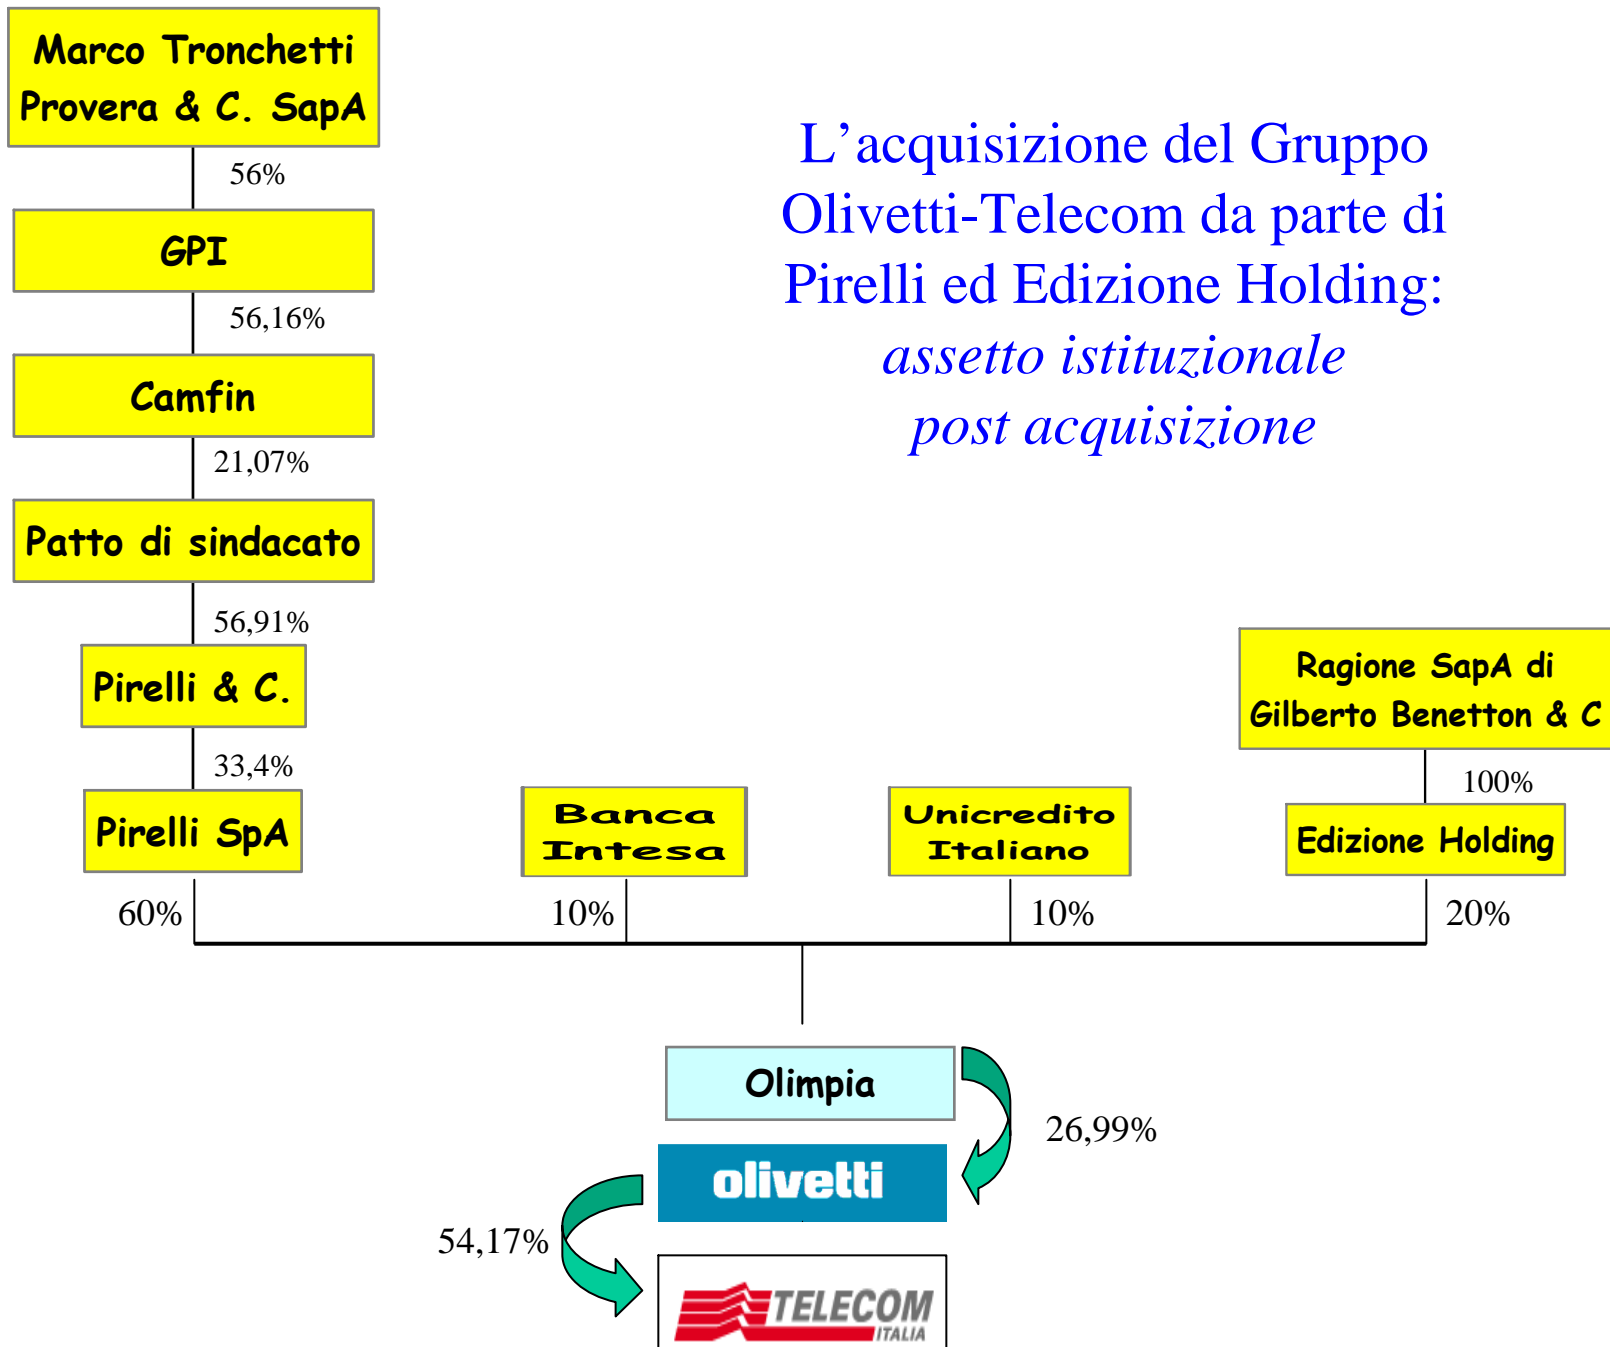 Marco Tronchetti
Provera & C. SapA
56%
GPI
56,16%
Camfin
21,07%
Patto di sindacato
56,91%
Pirelli & C.
33,4%
Pirelli SpA
60%
L’acquisizione del Gruppo
Olivetti-Telecom da parte di
Pirelli ed Edizione Holding:
assetto istituzionale
post acquisizione
Banca
Intesa
10%
Unicredito
Italiano
10%
Ragione SapA di
Gilberto Benetton & C
100%
Edizione Holding
20%
Olimpia
26,99%
olivetti
54,17%
TELECOM
ITALIA